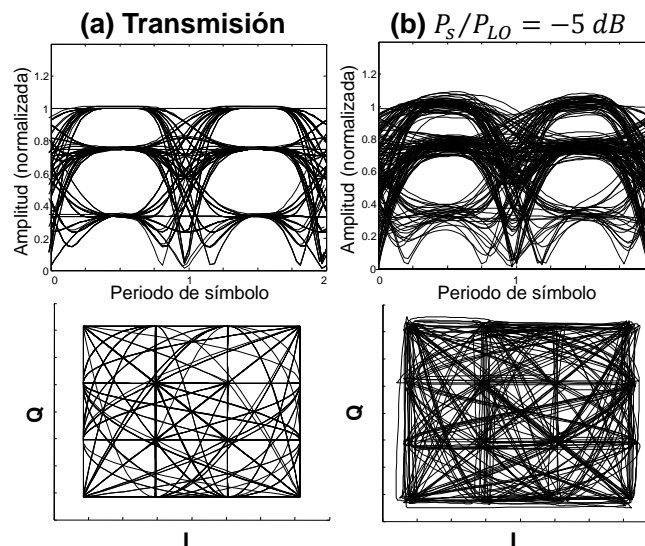 (a) Transmisión
(b) P_s/P_{LO} = −5 dB
Amplitud (normalizada)
1.2
1
0.8
0.6
0.4
0.2
0
0
1
2
Periodo de símbolo
Amplitud (normalizada)
1.2
1
0.8
0.6
0.4
0.2
0
1
Periodo de símbolo
Q
I
Q
I